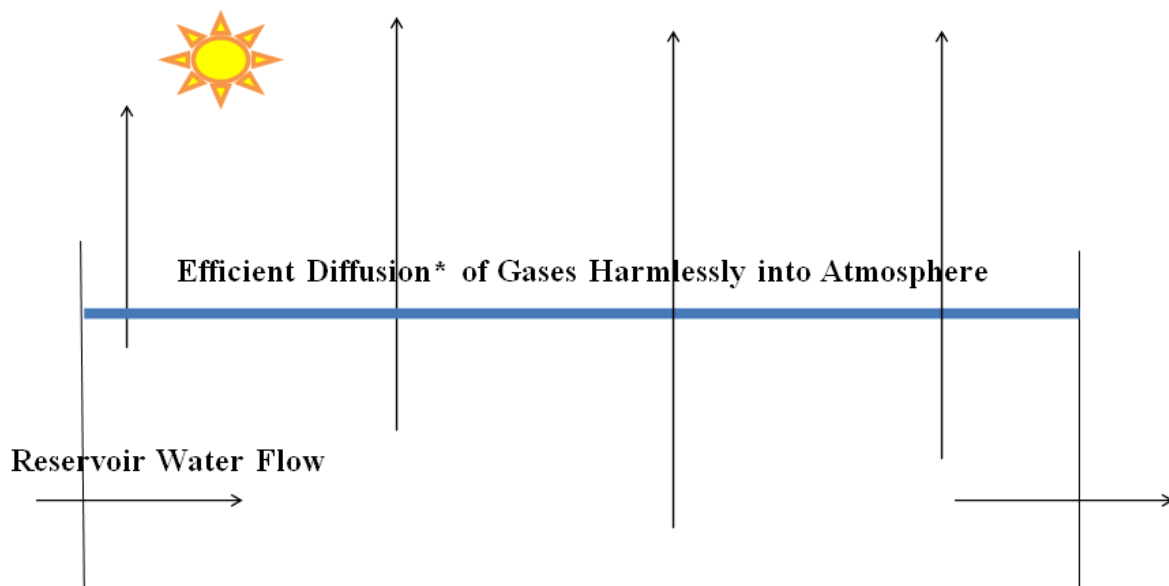 Efficient Diffusion* of Gases Harmlessly into Atmosphere
Reservoir Water Flow